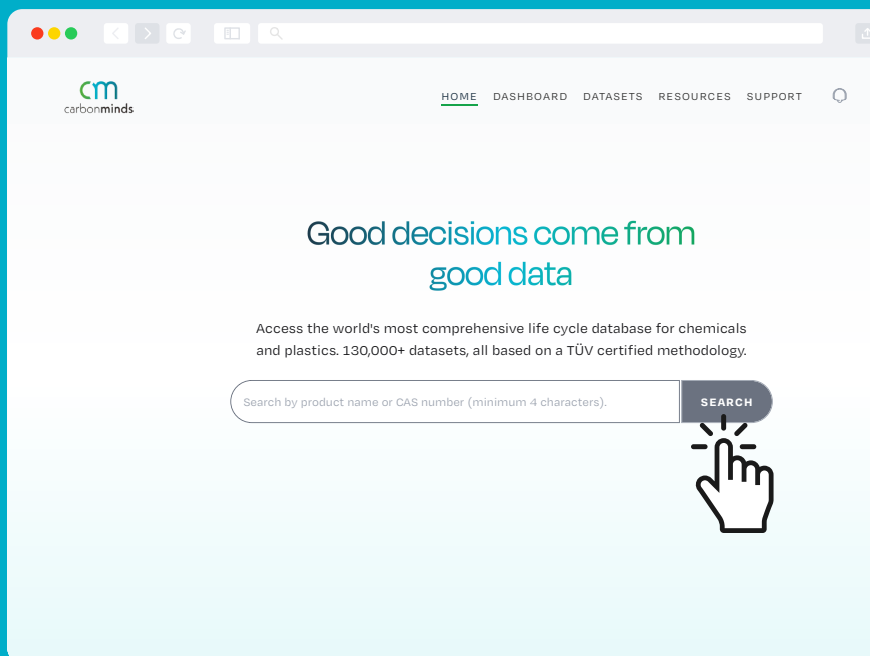 cm
carbonminds
HOME DASHBOARD DATASETS RESOURCES SUPPORT
Good decisions come from
good data
Access the world's most comprehensive life cycle database for chemicals
and plastics. 130,000+ datasets, all based on a TÜV certified methodology.
Search by product name or CAS number (minimum 4 characters). SEARCH